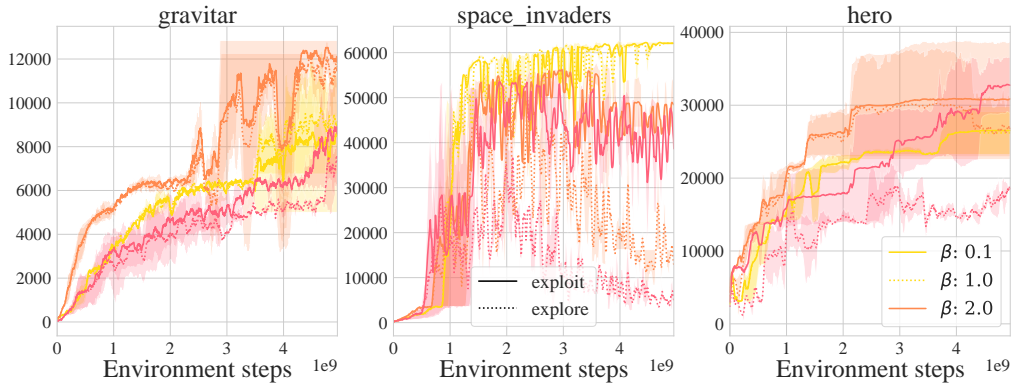 gravitar
12000
10000
8000
6000
4000
2000
0
0 1 2 3 4
Environment steps 1e9
space_invaders
60000
50000
40000
30000
20000
10000
0
exploit
explore
0 1 2 3 4
Environment steps 1e9
hero
40000
30000
20000
10000
0
β: 0.1
β: 1.0
β: 2.0
0 1 2 3 4
Environment steps 1e9